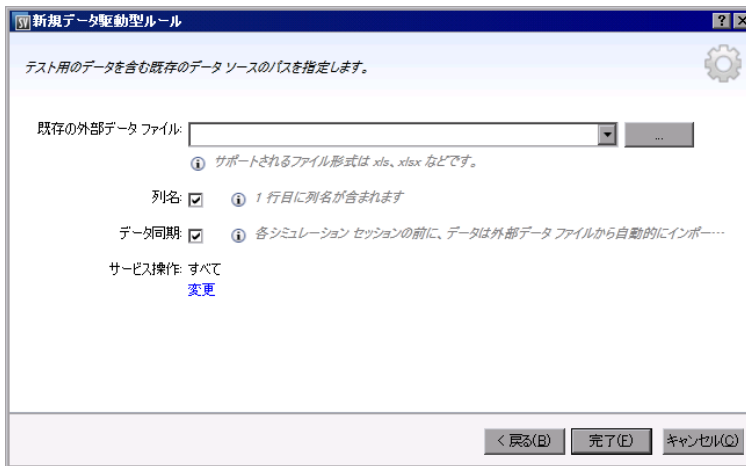 SV 新規データ駆動型ルール ? ×
テスト用のデータを含む既存のデータ ソースのパスを指定します。
既存の外部データ ファイル: ...
サポートされるファイル形式は xls、xlsx などです。
列名: 1 行目に列名が含まれます
データ同期: 各シミュレーション セッションの前に、データは外部データ ファイルから自動的にインポー…
サービス操作: すべて
変更
< 戻る(B) 完了(F) キャンセル(C)